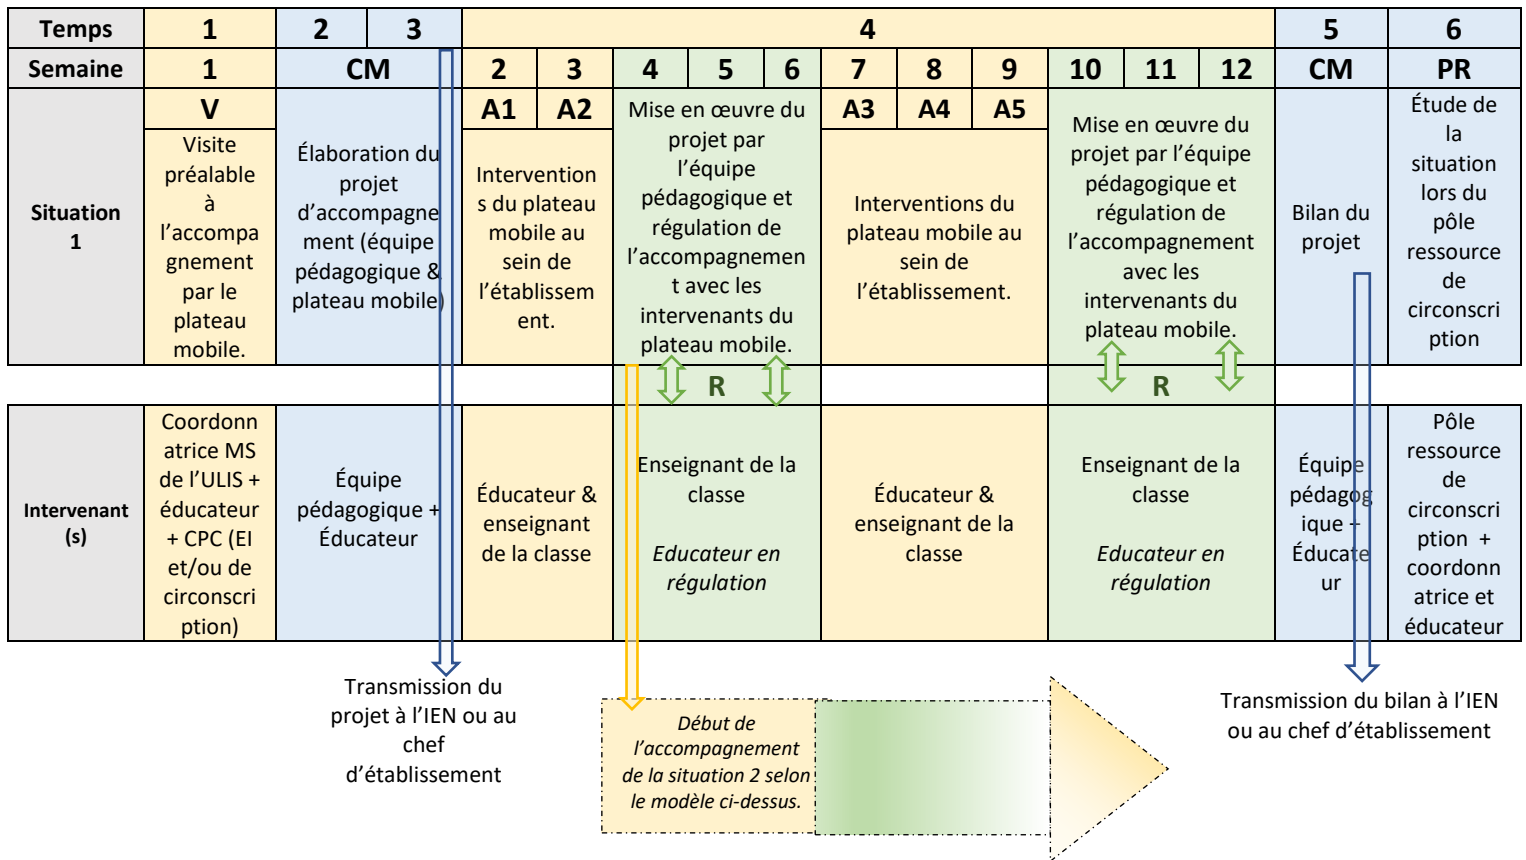 Temps 1 2 3 4 5 6
Semaine 1 CM 2 3 4 5 6 7 8 9 10 11 12 CM PR
Situation
1
V
Visite
préalable
à
l’accompa
gnement
par le
plateau
mobile.
Élaboration du
projet
d’accompagne
ment (équipe
pédagogique &
plateau mobile)
A1 A2
Intervention
s du plateau
mobile au
sein de
l’établissem
ent.
Mise en œuvre du
projet par
l’équipe
pédagogique et
régulation de
l’accompagnemen
t avec les
intervenants du
plateau mobile.
A3 A4 A5
Interventions du
plateau mobile au
sein de
l’établissement.
Mise en œuvre du
projet par l’équipe
pédagogique et
régulation de
l’accompagnement
avec les
intervenants du
plateau mobile.
Bilan du
projet
Étude de
la
situation
lors du
pôle
ressource
de
circonscri
ption
R
R
Intervenant
(s)
Coordonn
atrice MS
de l’ULIS +
éducateur
+ CPC (EI
et/ou de
circonscri
ption)
Équipe
pédagogique +
Éducateur
Éducateur &
enseignant
de la classe
Enseignant de la
classe
Educateur en
régulation
Éducateur &
enseignant de la
classe
Enseignant de la
classe
Educateur en
régulation
Équipe
pédagog
ique +
Éducate
ur
Pôle
ressource
de
circonscri
ption +
coordonn
atrice et
éducateur
Transmission du
projet à l’IEN ou au
chef
d’établissement
Début de
l’accompagnement
de la situation 2 selon
le modèle ci-dessus.
Transmission du bilan à l’IEN
ou au chef d’établissement